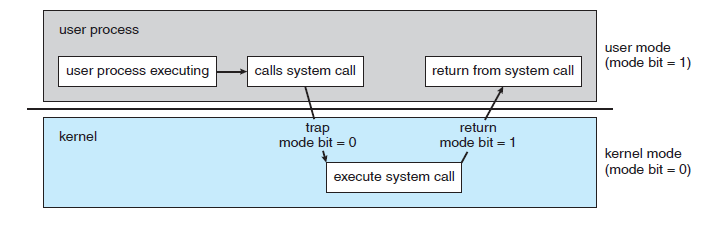 user process
user process executing
calls system call
return from system call
user mode
(mode bit = 1)
kernel
trap
mode bit = 0
return
mode bit = 1
execute system call
kernel mode
(mode bit = 0)